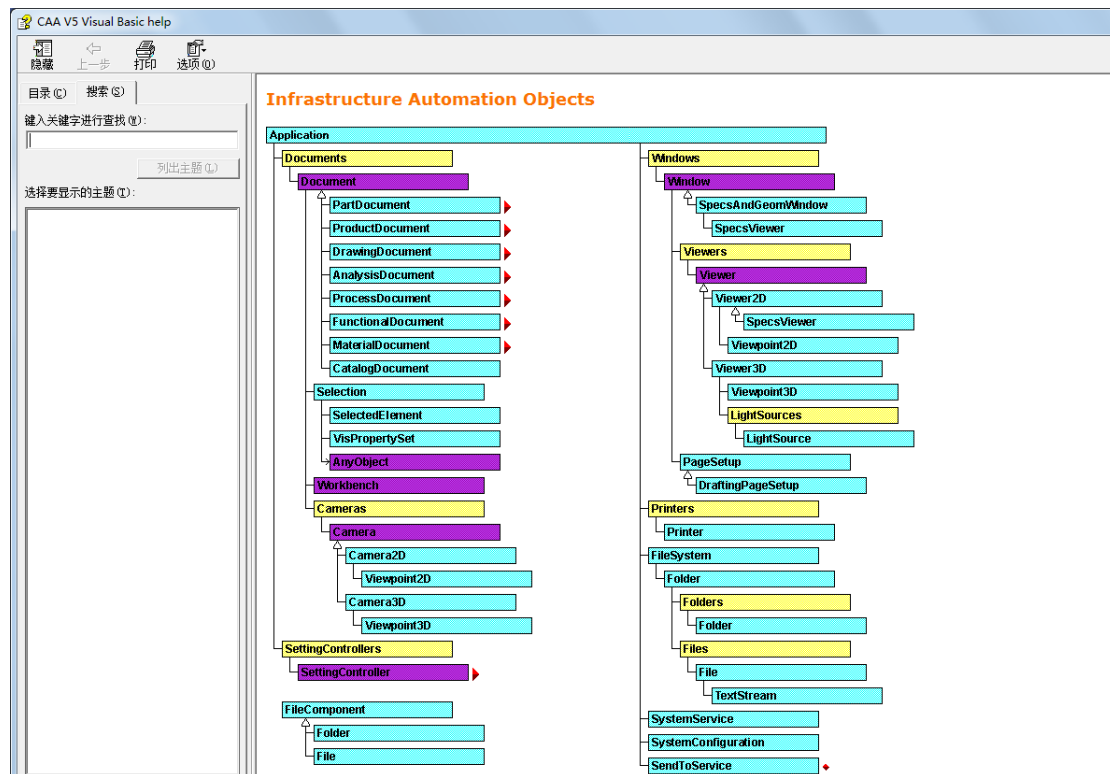 CAA V5 Visual Basic help
隐藏 上一步 打印 选项(O)
目录(C) 搜索(S)
键入关键字进行查找(W):
列出主题(L)
选择要显示的主题(T):
Infrastructure Automation Objects
Application
Documents
Document
PartDocument
ProductDocument
DrawingDocument
AnalysisDocument
ProcessDocument
FunctionalDocument
MaterialDocument
CatalogDocument
Selection
SelectedElement
VisPropertySet
AnyObject
Workbench
Cameras
Camera
Camera2D
Viewpoint2D
Camera3D
Viewpoint3D
SettingControllers
SettingController
FileComponent
Folder
File
Windows
Window
SpecsAndGeomWindow
SpecsViewer
Viewers
Viewer
Viewer2D
SpecsViewer
Viewpoint2D
Viewer3D
Viewpoint3D
LightSources
LightSource
PageSetup
DraftingPageSetup
Printers
Printer
FileSystem
Folder
Folders
Folder
Files
File
TextStream
SystemService
SystemConfiguration
SendToService